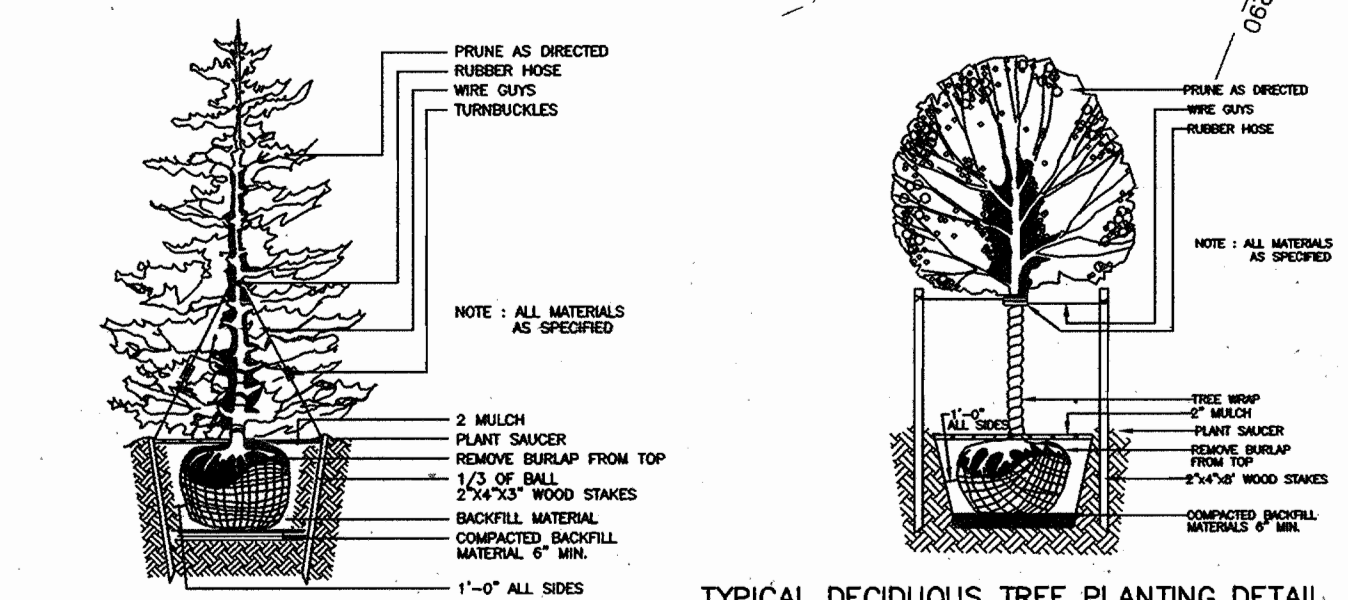 PRUNE AS DIRECTED
RUBBER HOSE
WIRE GUYS
TURNBUCKLES
NOTE : ALL MATERIALS
AS SPECIFIED
2 MULCH
PLANT SAUCER
REMOVE BURLAP FROM TOP
1/3 OF BALL
2"X4"X3" WOOD STAKES
BACKFILL MATERIAL
COMPACTED BACKFILL
MATERIAL 6" MIN.
1'-0" ALL SIDES
290
PRUNE AS DIRECTED
WIRE GUYS
RUBBER HOSE
NOTE : ALL MATERIALS
AS SPECIFIED
1'-0"
ALL SIDES
TREE WRAP
2" MULCH
PLANT SAUCER
REMOVE BURLAP
FROM TOP
2"x4"x8' WOOD STAKES
COMPACTED BACKFILL
MATERIALS 6" MIN.
TYPICAL DECIDUOUS TREE PLANTING DETAIL